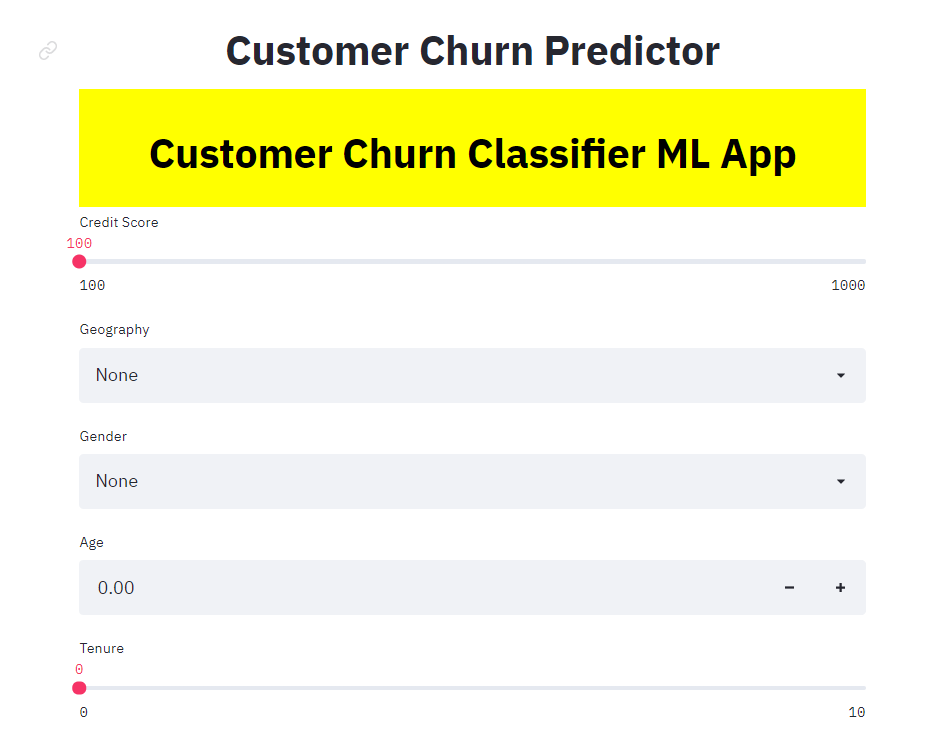 Customer Churn Predictor
Customer Churn Classifier ML App
Credit Score
100
100 1000
Geography
None
Gender
None
Age
0.00 − +
Tenure
0
0 10